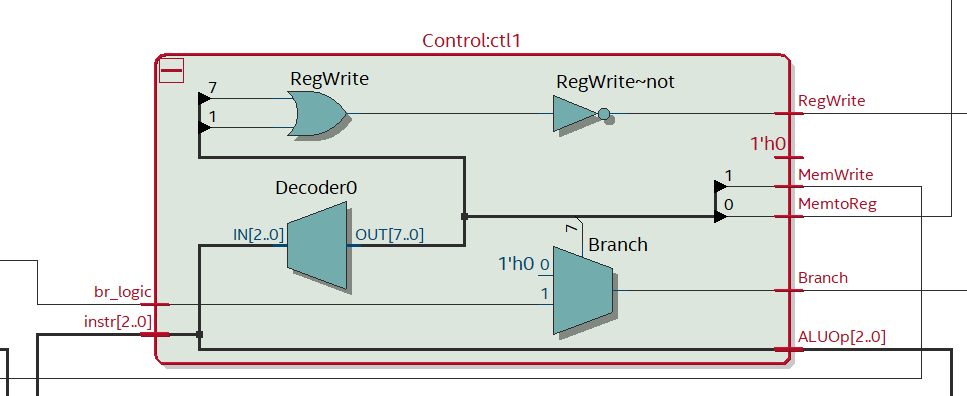 Control:ctl1
RegWrite
RegWrite~not
7
1
RegWrite
1'h0
1
MemWrite
0
MemtoReg
Decoder0
IN[2..0]
OUT[7..0]
7
Branch
1'h0 0
1
Branch
br_logic
instr[2..0]
ALUOp[2..0]